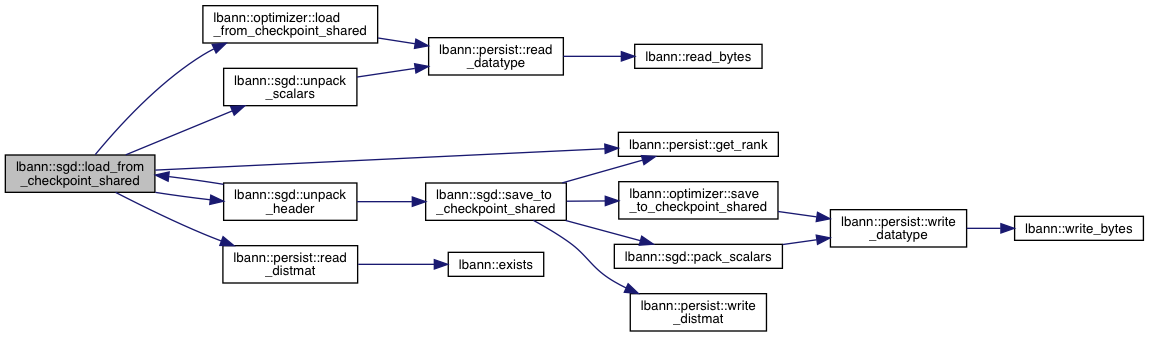 lbann::optimizer::load
_from_checkpoint_shared
lbann::persist::read
_datatype
lbann::read_bytes
lbann::sgd::unpack
_scalars
lbann::persist::get_rank
lbann::sgd::load_from
_checkpoint_shared
lbann::sgd::unpack
_header
lbann::sgd::save_to
_checkpoint_shared
lbann::optimizer::save
_to_checkpoint_shared
lbann::persist::write
_datatype
lbann::write_bytes
lbann::sgd::pack_scalars
lbann::persist::read
_distmat
lbann::exists
lbann::persist::write
_distmat